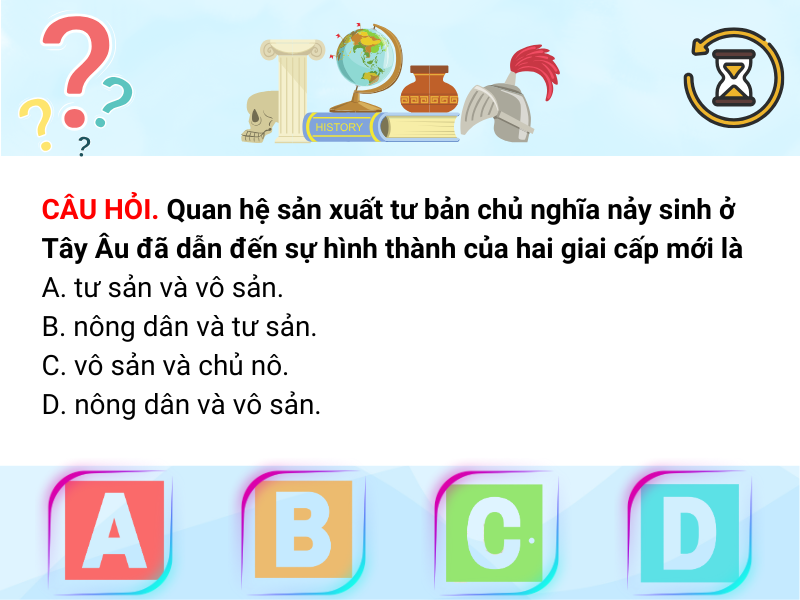 ? ? ? ?
HISTORY
CÂU HỎI. Quan hệ sản xuất tư bản chủ nghĩa nảy sinh ở
Tây Âu đã dẫn đến sự hình thành của hai giai cấp mới là
A. tư sản và vô sản.
B. nông dân và tư sản.
C. vô sản và chủ nô.
D. nông dân và vô sản.
A B C D